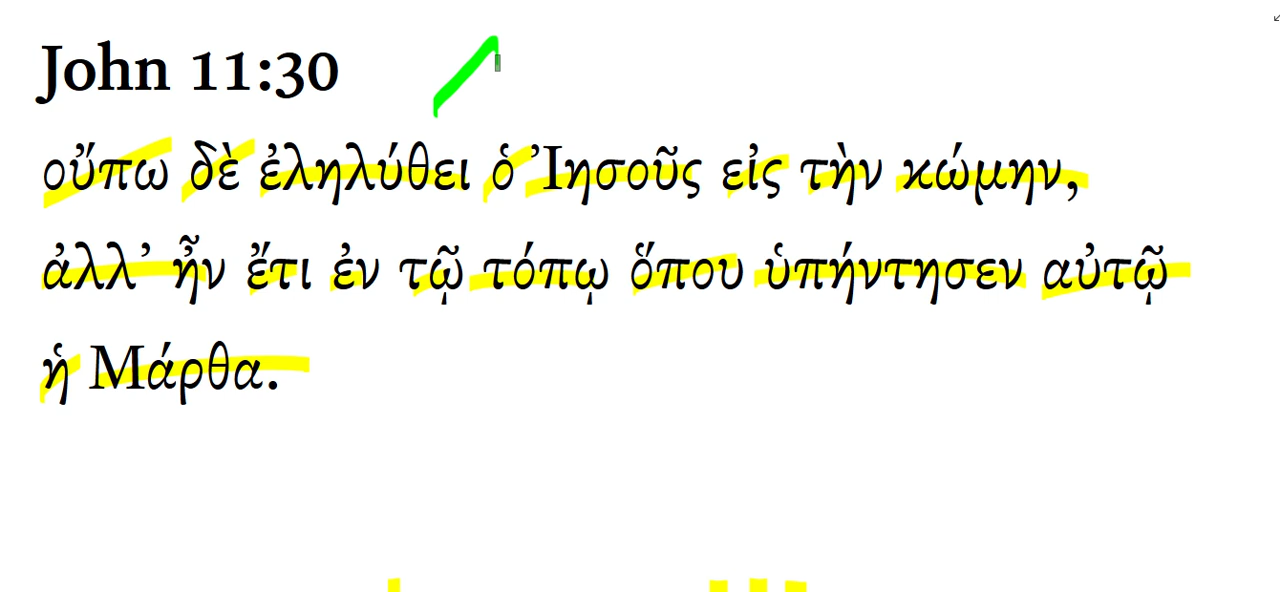 John 11:30
οὔπω δὲ ἐληλύθει ὁ Ἰησοῦς εἰς τὴν κώμην,
ἀλλ’ ἦν ἔτι ἐν τῷ τόπῳ ὅπου ὑπήντησεν αὐτῷ
ἡ Μάρθα.